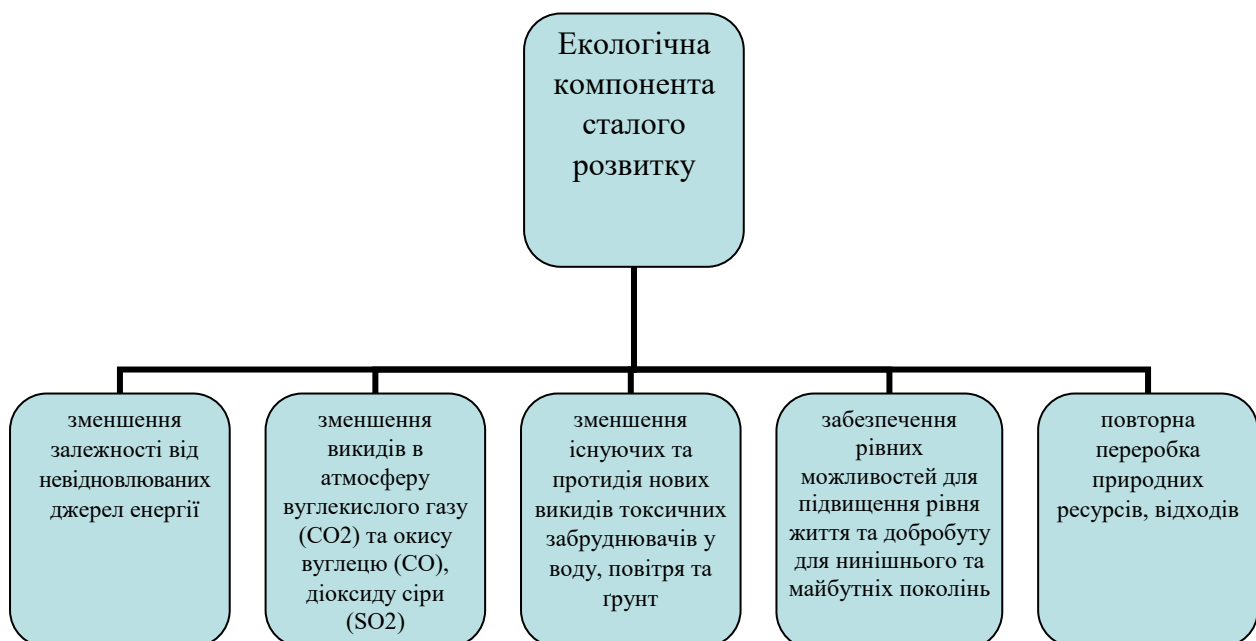 Екологічна
компонента
сталого
розвитку
зменшення
залежності від
невідновлюваних
джерел енергії
зменшення
викидів в
атмосферу
вуглекислого газу
(CO2) та окису
вуглецю (CO),
діоксиду сіри
(SO2)
зменшення
існуючих та
протидія нових
викидів токсичних
забруднювачів у
воду, повітря та
ґрунт
забезпечення
рівних
можливостей для
підвищення рівня
життя та добробуту
для нинішнього та
майбутніх поколінь
повторна
переробка
природних
ресурсів, відходів